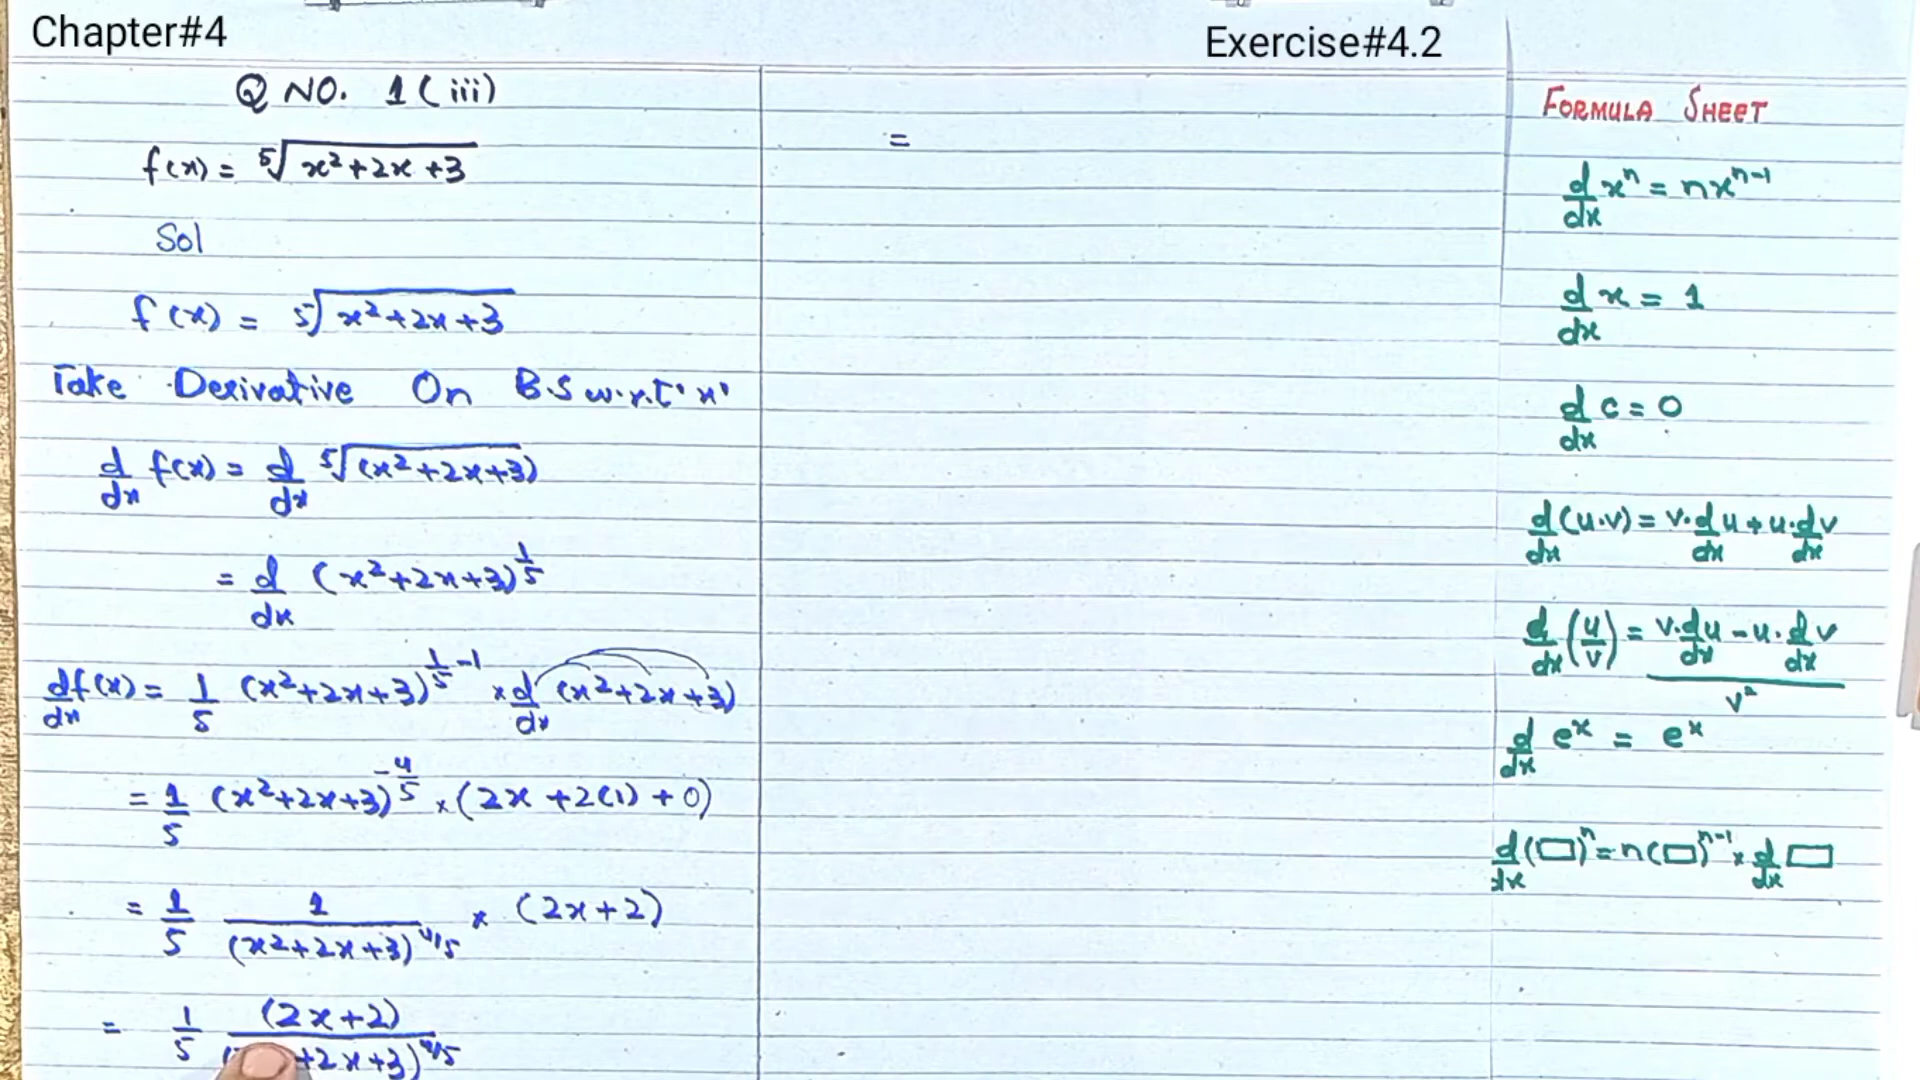 Chapter#4
Exercise#4.2
Q NO. 1 (iii)
f(x) = ⁵√(x²+2x+3)
Sol
f(x) = ⁵√(x²+2x+3)
Take Derivative On B.S w.r.t 'x'
d/dx f(x) = d/dx ⁵√((x²+2x+3))
= d/dx (x²+2x+3)^(1/5)
df(x)/dx = 1/5 (x²+2x+3)^(1/5 -1) × d/dx (x²+2x+3)
= 1/5 (x²+2x+3)^(-4/5) × (2x+2(1)+0)
= 1/5 1/(x²+2x+3)^(4/5) × (2x+2)
= 1/5 (2x+2)/( +2x+3)^(4/5)
=
FORMULA SHEET
d/dx xⁿ = nxⁿ⁻¹
d/dx x = 1
d/dx c = 0
d/dx (u·v) = v·d/dx u + u·d/dx v
d/dx (u/v) = (v·d/dx u - u·d/dx v)/v²
d/dx eˣ = eˣ
d/dx (□)ⁿ = n(□)ⁿ⁻¹ × d/dx □